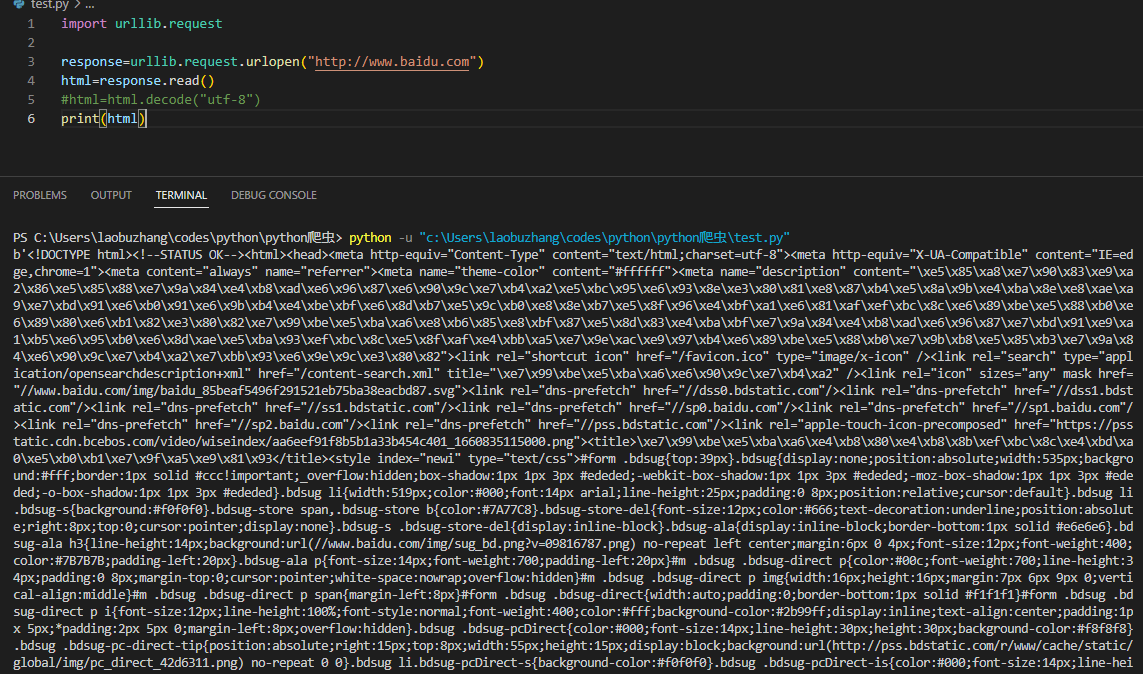 test.py > ...
1 import urllib.request
2
3 response=urllib.request.urlopen("http://www.baidu.com")
4 html=response.read()
5 #html=html.decode("utf-8")
6 print(html)
PROBLEMS OUTPUT TERMINAL DEBUG CONSOLE
PS C:\Users\laobuzhang\codes\python\python爬虫> python -u "c:\Users\laobuzhang\codes\python\python爬虫\test.py"
b'<!DOCTYPE html><!--STATUS OK--><html><head><meta http-equiv="Content-Type" content="text/html;charset=utf-8"><meta http-equiv="X-UA-Compatible" content="IE=ed
ge,chrome=1"><meta content="always" name="referrer"><meta name="theme-color" content="#ffffff"><meta name="description" content="\xe5\x85\xa8\xe7\x90\x83\xe9\xa
2\x86\xe5\x85\x88\xe7\x9a\x84\xe4\xb8\xad\xe6\x96\x87\xe6\x90\x9c\xe7\xb4\xa2\xe5\xbc\x95\xe6\x93\x8e\xe3\x80\x81\xe8\x87\xb4\xe5\x8a\x9b\xe4\xba\x8e\xe8\xae\xa
9\xe7\xbd\x91\xe6\xb0\x91\xe6\x9b\xb4\xe4\xbe\xbf\xe6\x8d\xb7\xe5\x9c\xb0\xe8\x8e\xb7\xe5\x8f\x96\xe4\xbf\xa1\xe6\x81\xaf\xef\xbc\x8c\xe6\x89\xbe\xe5\x88\xb0\xe
6\x89\x80\xe6\xb1\x82\xe3\x80\x82\xe7\x99\xbe\xe5\xba\xa6\xe8\xb6\x85\xe8\xbf\x87\xe5\x8d\x83\xe4\xba\xbf\xe7\x9a\x84\xe4\xb8\xad\xe6\x96\x87\xe7\xbd\x91\xe9\xa
1\xb5\xe6\x95\xb0\xe6\x8d\xae\xe5\xba\x93\xef\xbc\x8c\xe5\x8f\xaf\xe4\xbb\xa5\xe7\x9e\xac\xe9\x97\xb4\xe6\x89\xbe\xe5\x88\xb0\xe7\x9b\xb8\xe5\x85\xb3\xe7\x9a\x8
4\xe6\x90\x9c\xe7\xb4\xa2\xe7\xbb\x93\xe6\x9e\x9c\xe3\x80\x82"><link rel="shortcut icon" href="/favicon.ico" type="image/x-icon" /><link rel="search" type="appl
ication/opensearchdescription+xml" href="/content-search.xml" title="\xe7\x99\xbe\xe5\xba\xa6\xe6\x90\x9c\xe7\xb4\xa2" /><link rel="icon" sizes="any" mask href=
"//www.baidu.com/img/baidu_85beaf5496f291521eb75ba38eacbd87.svg"><link rel="dns-prefetch" href="//dss0.bdstatic.com"/><link rel="dns-prefetch" href="//dss1.bdst
atic.com"/><link rel="dns-prefetch" href="//ss1.bdstatic.com"/><link rel="dns-prefetch" href="//sp0.baidu.com"/><link rel="dns-prefetch" href="//sp1.baidu.com"/
><link rel="dns-prefetch" href="//sp2.baidu.com"/><link rel="dns-prefetch" href="//pss.bdstatic.com"/><link rel="apple-touch-icon-precomposed" href="https://pss
tatic.cdn.bcebos.com/video/wiseindex/aa6eef91f8b5b1a33b454c401_1660835115000.png"><title>\xe7\x99\xbe\xe5\xba\xa6\xe4\xb8\x80\xe4\xb8\x8b\xef\xbc\x8c\xe4\xbd\xa
0\xe5\xb0\xb1\xe7\x9f\xa5\xe9\x81\x93</title><style index="newi" type="text/css">#form .bdsug{top:39px}.bdsug{display:none;position:absolute;width:535px;backgro
und:#fff;border:1px solid #ccc!important;_overflow:hidden;box-shadow:1px 1px 3px #ededed;-webkit-box-shadow:1px 1px 3px #ededed;-moz-box-shadow:1px 1px 3px #ede
ded;-o-box-shadow:1px 1px 3px #ededed}.bdsug li{width:519px;color:#000;font:14px arial;line-height:25px;padding:0 8px;position:relative;cursor:default}.bdsug li
.bdsug-s{background:#f0f0f0}.bdsug-store span,.bdsug-store b{color:#7A77C8}.bdsug-store-del{font-size:12px;color:#666;text-decoration:underline;position:absolut
e;right:8px;top:0;cursor:pointer;display:none}.bdsug-s .bdsug-store-del{display:inline-block}.bdsug-ala{display:inline-block;border-bottom:1px solid #e6e6e6}.bd
sug-ala h3{line-height:14px;background:url(//www.baidu.com/img/sug_bd.png?v=09816787.png) no-repeat left center;margin:6px 0 4px;font-size:12px;font-weight:400;
color:#7B7B7B;padding-left:20px}.bdsug-ala p{font-size:14px;font-weight:700;padding-left:20px}#m .bdsug .bdsug-direct p{color:#00c;font-weight:700;line-height:3
4px;padding:0 8px;margin-top:0;cursor:pointer;white-space:nowrap;overflow:hidden}#m .bdsug .bdsug-direct p img{width:16px;height:16px;margin:7px 6px 9px 0;verti
cal-align:middle}#m .bdsug .bdsug-direct p span{margin-left:8px}#form .bdsug .bdsug-direct{width:auto;padding:0;border-bottom:1px solid #f1f1f1}#form .bdsug .bd
sug-direct p i{font-size:12px;line-height:100%;font-style:normal;font-weight:400;color:#fff;background-color:#2b99ff;display:inline;text-align:center;padding:1p
x 5px;*padding:2px 5px 0;margin-left:8px;overflow:hidden}.bdsug .bdsug-pcDirect{color:#000;font-size:14px;line-height:30px;height:30px;background-color:#f8f8f8}
.bdsug .bdsug-pc-direct-tip{position:absolute;right:15px;top:8px;width:55px;height:15px;display:block;background:url(http://pss.bdstatic.com/r/www/cache/static/
global/img/pc_direct_42d6311.png) no-repeat 0 0}.bdsug li.bdsug-pcDirect-s{background-color:#f0f0f0}.bdsug .bdsug-pcDirect-is{color:#000;font-size:14px;line-hei